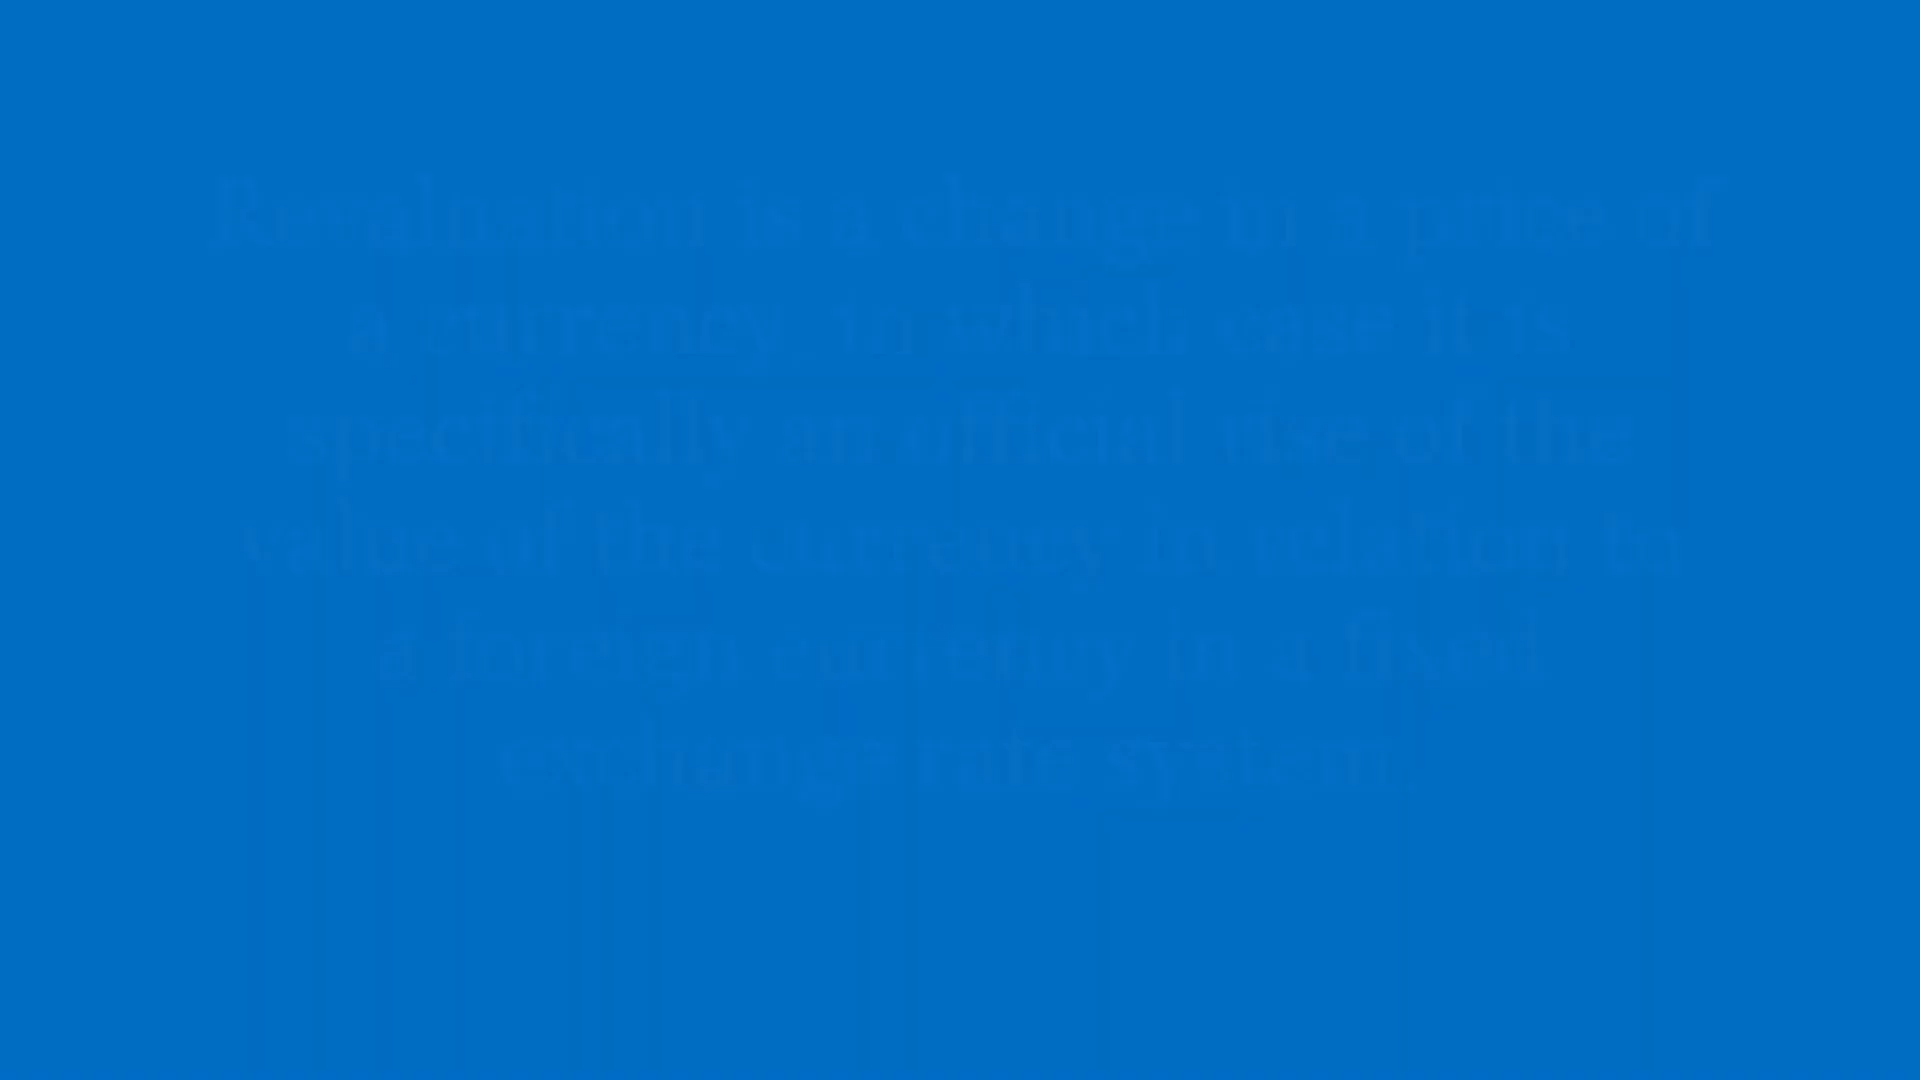 Revaluation is a change in a price of
a currency, in which case it is
specifically an official rise of the
value of the currency in relation to
a foreign currency in a fixed
exchange rate system